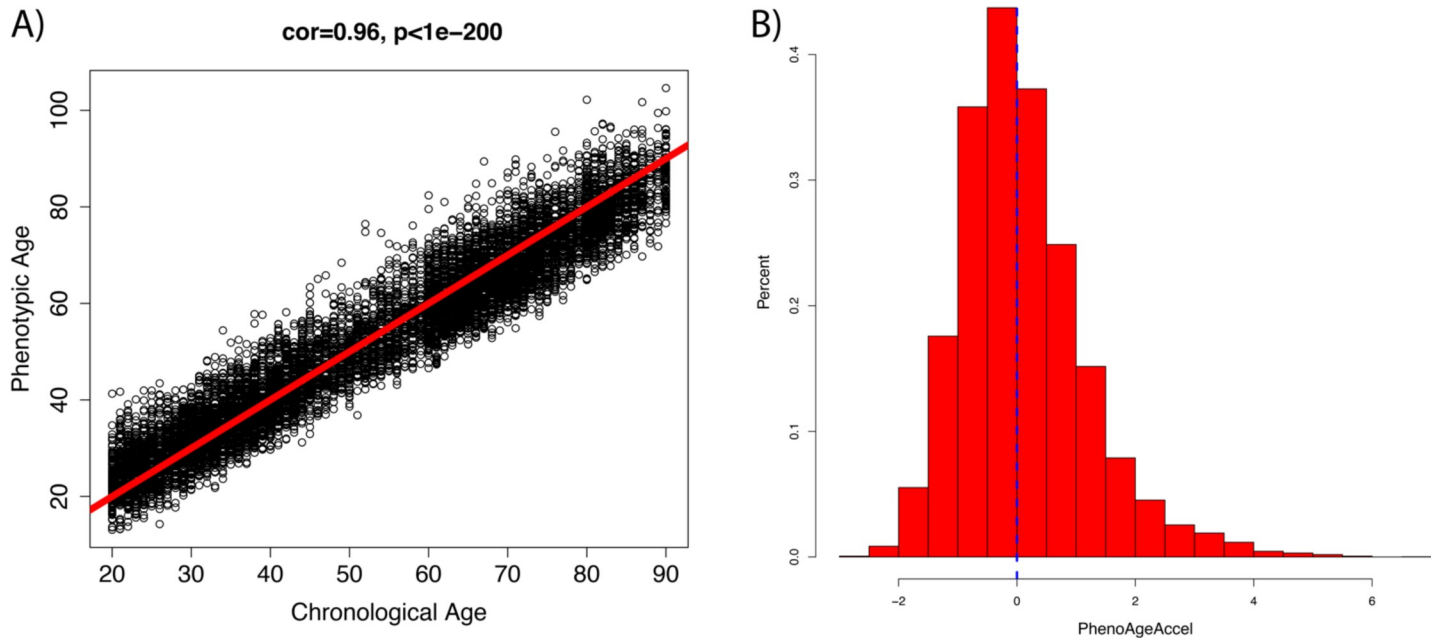 A)
cor=0.96, p<1e−200
Phenotypic Age
100
80
60
40
20
20 30 40 50 60 70 80 90
Chronological Age
B)
Percent
0.4
0.3
0.2
0.1
0.0
−2 0 2 4 6
PhenoAgeAccel